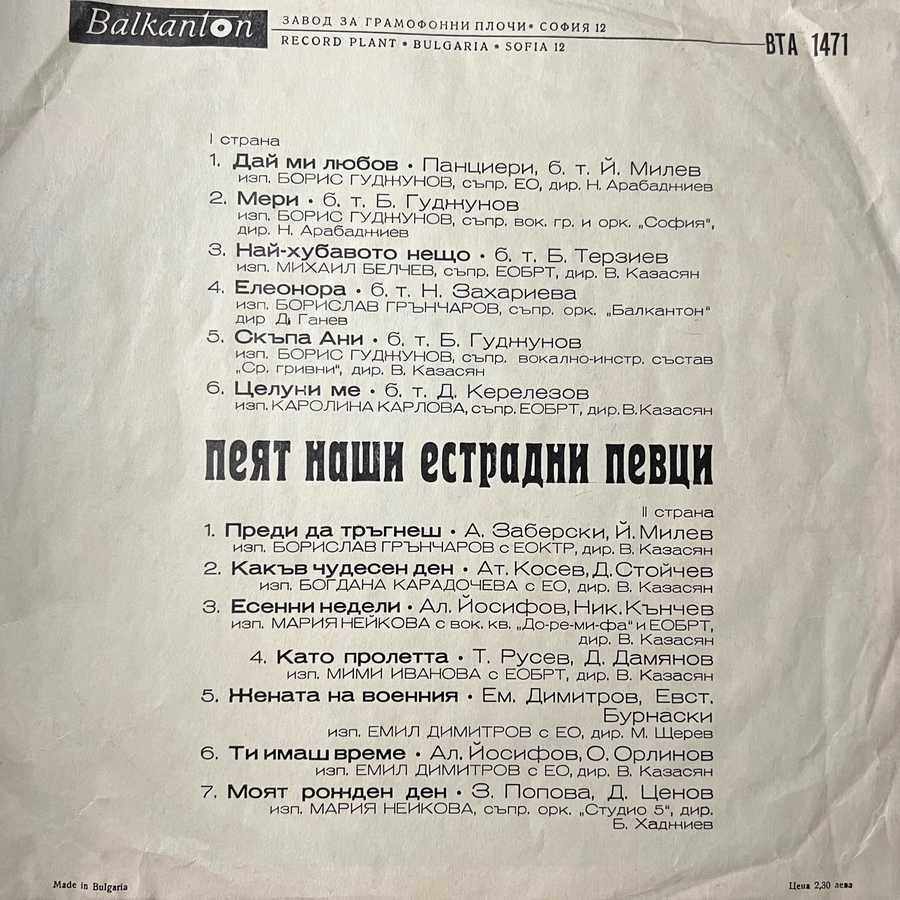 Balkanton
ЗАВОД ЗА ГРАМОФОННИ ПЛОЧИ • СОФИЯ 12
RECORD PLANT • BULGARIA • SOFIA 12
ВТА 1471
I страна
1. Дай ми любов • Панциери, б. т. Й. Милев
изп. БОРИС ГУДЖУНОВ, съпр. ЕО, дир. Н. Арабаджиев
2. Мери • б. т. Б. Гуджунов
изп. БОРИС ГУДЖУНОВ, съпр. вок. гр. и орк. „София",
дир. Н. Арабаджиев
3. Най-хубавото нещо • б. т. Б. Терзиев
изп. МИХАИЛ БЕЛЧЕВ, съпр. ЕОБРТ, дир. В. Казасян
4. Елеонора • б. т. Н. Захариева
изп. БОРИСЛАВ ГРЪНЧАРОВ, съпр. орк. „Балкантон"
дир Д. Ганев
5. Скъпа Ани • б. т. Б. Гуджунов
изп. БОРИС ГУДЖУНОВ, съпр. вокално-инстр. състав
„Ср. гривни", дир. В. Казасян
6. Целуни ме • б. т. Д. Керелезов
изп. КАРОЛИНА КАРЛОВА, съпр. ЕОБРТ, дир. В. Казасян
пеят наши естрадни певци
II страна
1. Преди да тръгнеш • А. Заберски, Й. Милев
изп. БОРИСЛАВ ГРЪНЧАРОВ с ЕОКТР, дир. В. Казасян
2. Какъв чудесен ден • Ат. Косев, Д. Стойчев
изп. БОГДАНА КАРАДОЧЕВА с ЕО, дир. В. Казасян
3. Есенни недели • Ал. Йосифов, Ник. Кънчев
изп. МАРИЯ НЕЙКОВА с вок. кв. „До-ре-ми-фа" и ЕОБРТ,
дир. В. Казасян
4. Като пролетта • Т. Русев, Д. Дамянов
изп. МИМИ ИВАНОВА с ЕОБРТ, дир. В. Казасян
5. Жената на военния • Ем. Димитров, Евст.
Бурнаски
изп. ЕМИЛ ДИМИТРОВ с ЕО, дир. М. Щерев
6. Ти имаш време • Ал. Йосифов, О. Орлинов
изп. ЕМИЛ ДИМИТРОВ с ЕО, дир. В. Казасян
7. Моят рожден ден • З. Попова, Д. Ценов
изп. МАРИЯ НЕЙКОВА, съпр. орк. „Студио 5", дир.
Б. Хаджиев
Made in Bulgaria
Цена 2,30 лева